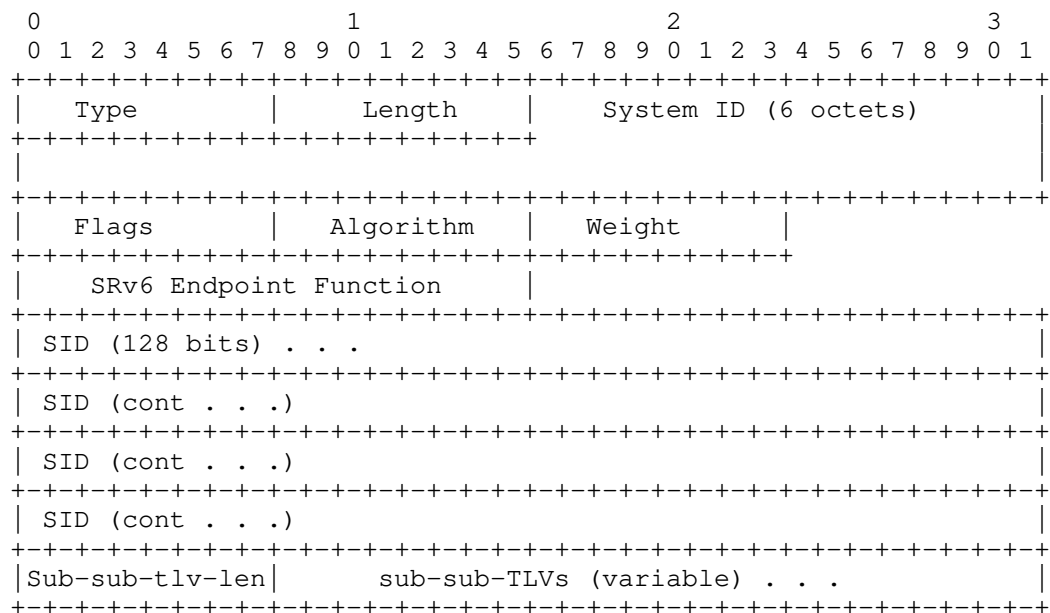 0                   1                   2                   3
 0 1 2 3 4 5 6 7 8 9 0 1 2 3 4 5 6 7 8 9 0 1 2 3 4 5 6 7 8 9 0 1
+-+-+-+-+-+-+-+-+-+-+-+-+-+-+-+-+-+-+-+-+-+-+-+-+-+-+-+-+-+-+-+-+
|   Type        |     Length    |    System ID (6 octets)       |
+-+-+-+-+-+-+-+-+-+-+-+-+-+-+-+-+                               |
|                                                               |
+-+-+-+-+-+-+-+-+-+-+-+-+-+-+-+-+-+-+-+-+-+-+-+-+-+-+-+-+-+-+-+-+
|   Flags       |   Algorithm   |   Weight      |
+-+-+-+-+-+-+-+-+-+-+-+-+-+-+-+-+-+-+-+-+-+-+-+-+
|    SRv6 Endpoint Function     |
+-+-+-+-+-+-+-+-+-+-+-+-+-+-+-+-+-+-+-+-+-+-+-+-+-+-+-+-+-+-+-+-+
| SID (128 bits) . . .                                          |
+-+-+-+-+-+-+-+-+-+-+-+-+-+-+-+-+-+-+-+-+-+-+-+-+-+-+-+-+-+-+-+-+
| SID (cont . . .)                                              |
+-+-+-+-+-+-+-+-+-+-+-+-+-+-+-+-+-+-+-+-+-+-+-+-+-+-+-+-+-+-+-+-+
| SID (cont . . .)                                              |
+-+-+-+-+-+-+-+-+-+-+-+-+-+-+-+-+-+-+-+-+-+-+-+-+-+-+-+-+-+-+-+-+
| SID (cont . . .)                                              |
+-+-+-+-+-+-+-+-+-+-+-+-+-+-+-+-+-+-+-+-+-+-+-+-+-+-+-+-+-+-+-+-+
|Sub-sub-tlv-len|      sub-sub-TLVs (variable) . . .            |
+-+-+-+-+-+-+-+-+-+-+-+-+-+-+-+-+-+-+-+-+-+-+-+-+-+-+-+-+-+-+-+-+